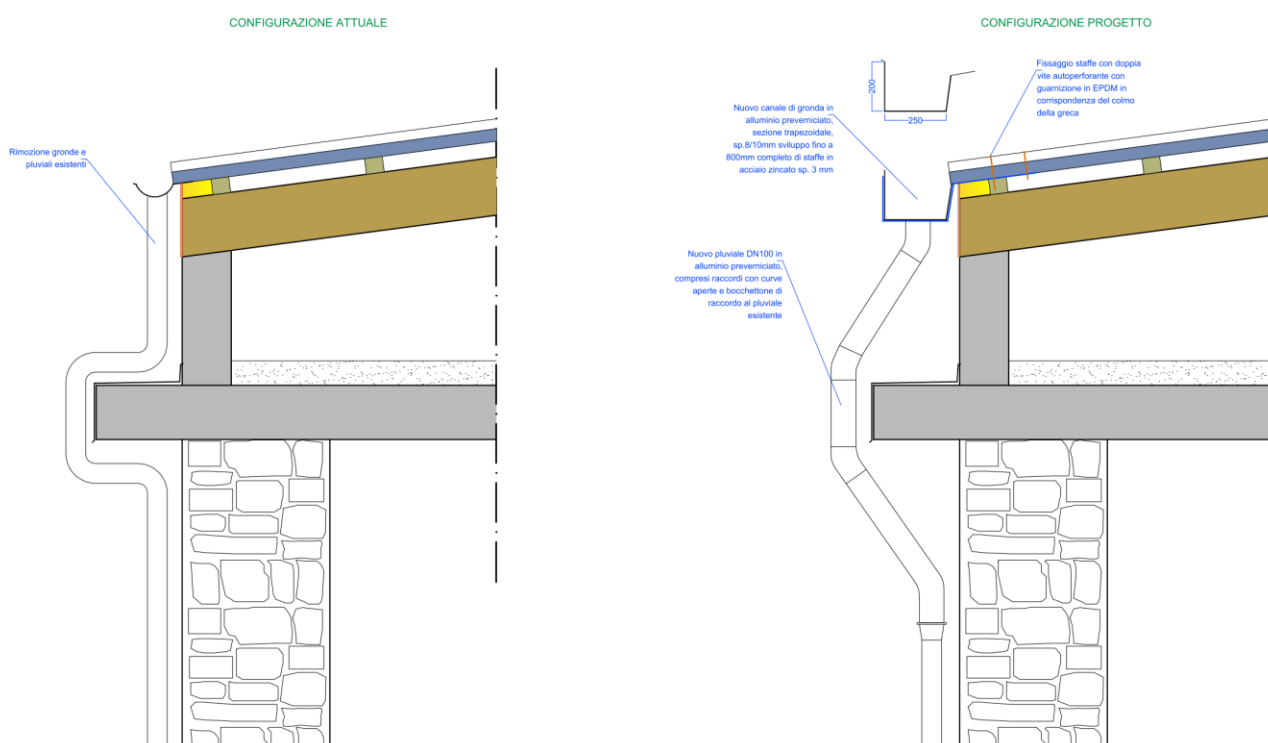 CONFIGURAZIONE ATTUALE
Rimozione gronde e
pluviali esistenti
CONFIGURAZIONE PROGETTO
200
250
Fissaggio staffe con doppia
vite autoperforante con
guarnizione in EPDM in
corrispondenza del colmo
della greca
Nuovo canale di gronda in
alluminio preverniciato,
sezione trapezoidale,
sp.8/10mm sviluppo fino a
800mm completo di staffe in
acciaio zincato sp. 3 mm
Nuovo pluviale DN100 in
alluminio preverniciato,
compresi raccordi con curve
aperte e bocchettone di
raccordo al pluviale
esistente